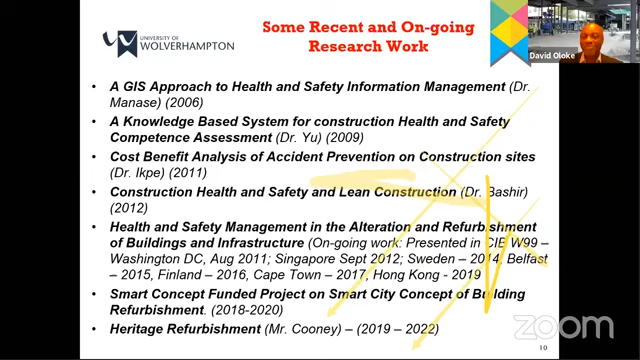 UNIVERSITY OF
WOLVERHAMPTON
Some Recent and On-going
Research Work
David Oloke
• A GIS Approach to Health and Safety Information Management (Dr.
Manase) (2006)
• A Knowledge Based System for construction Health and Safety
Competence Assessment (Dr. Yu) (2009)
• Cost Benefit Analysis of Accident Prevention on Construction sites
(Dr. Ikpe) (2011)
• Construction Health and Safety and Lean Construction (Dr. Bashir)
(2012)
• Health and Safety Management in the Alteration and Refurbishment
of Buildings and Infrastructure (On-going work: Presented in CIB W99 –
Washington DC, Aug 2011; Singapore Sept 2012; Sweden – 2014, Belfast
- 2015, Finland – 2016, Cape Town – 2017, Hong Kong - 2019
• Smart Concept Funded Project on Smart City Concept of Building
Refurbishment. (2018-2020)
• Heritage Refurbishment (Mr. Cooney) – (2019 – 2022)
zoom
10